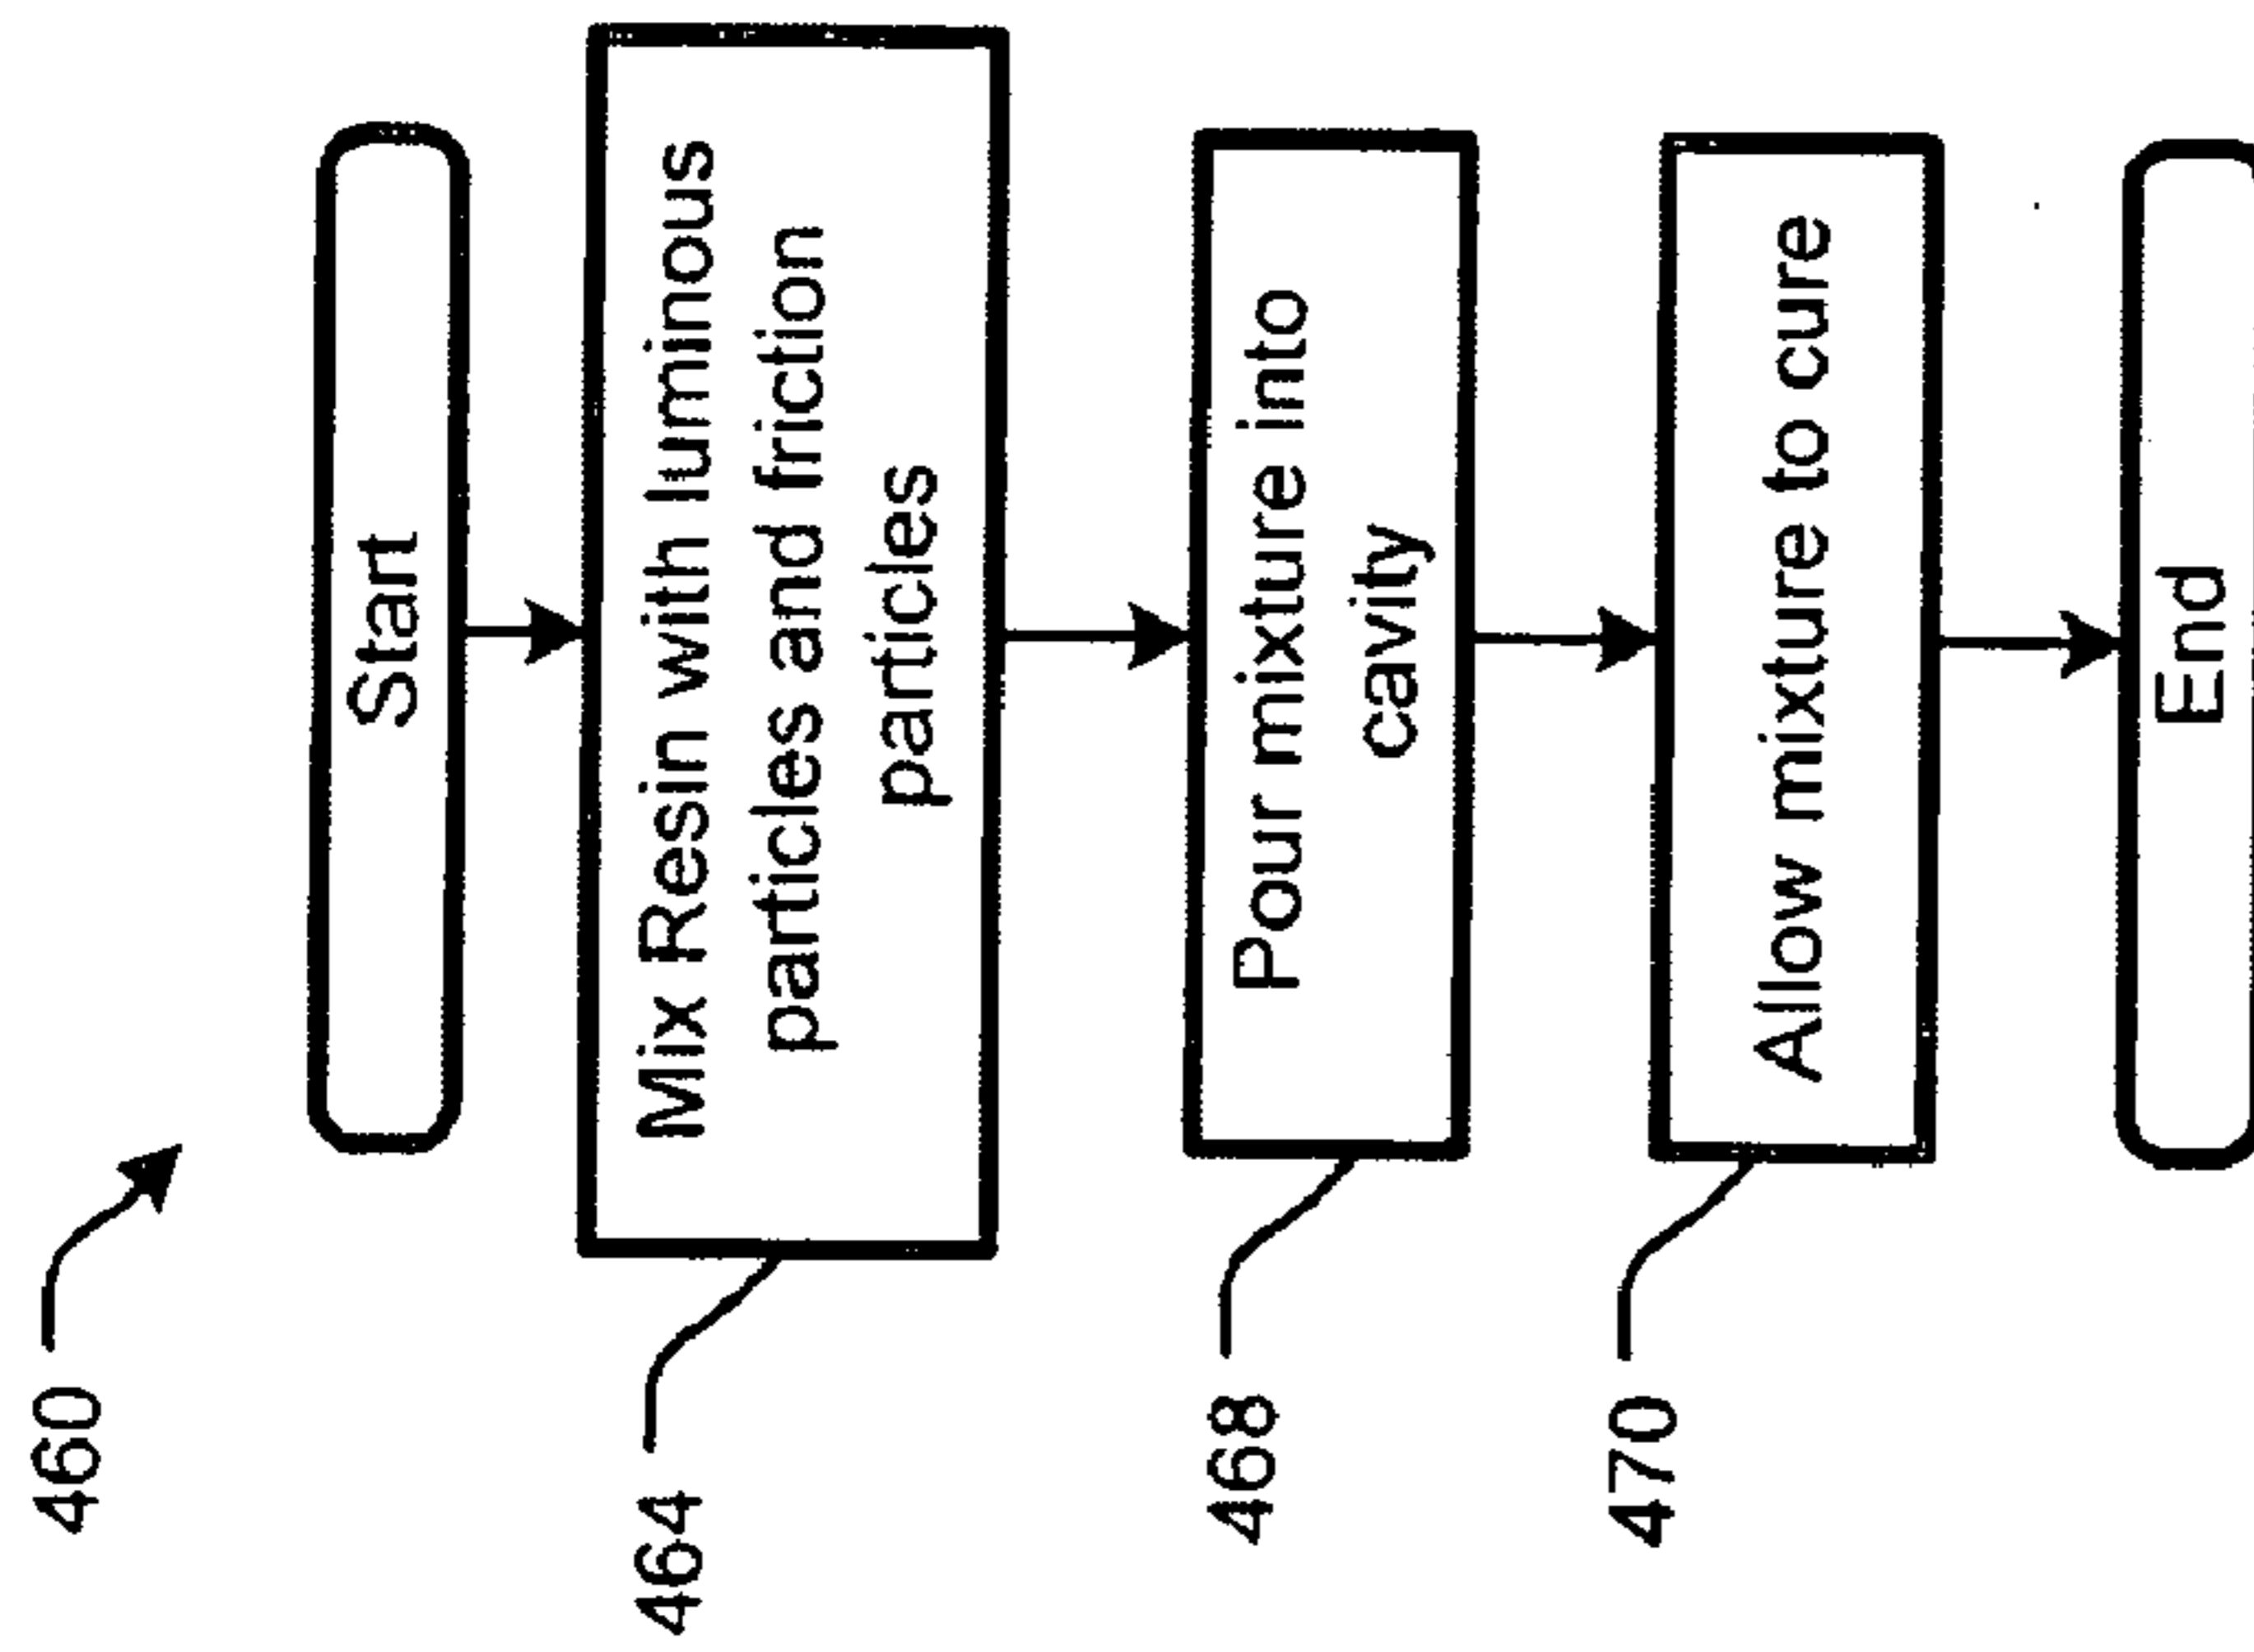 460
Start
464
Mix Resin with luminous
particles and friction
particles
468
Pour mixture into
cavity
470
Allow mixture to cure
End